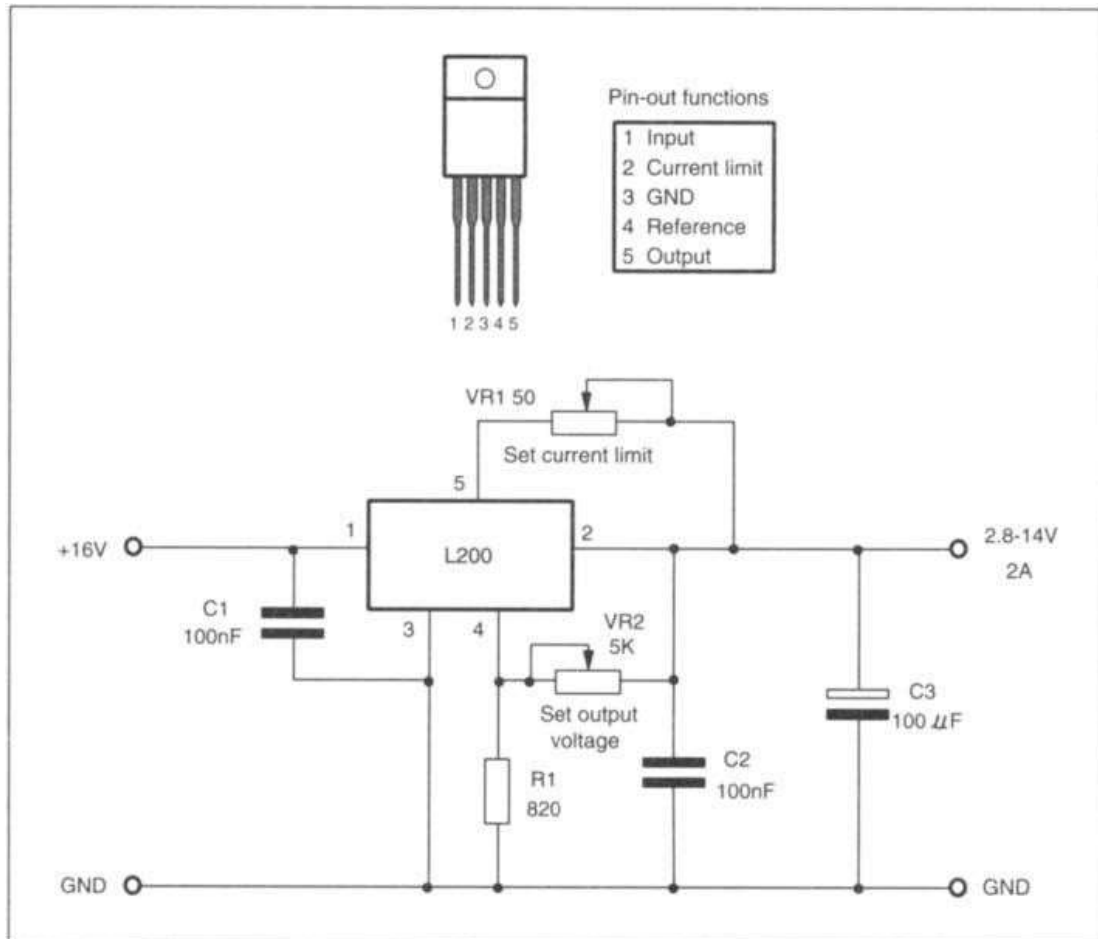 Pin-out functions
1 Input
2 Current limit
3 GND
4 Reference
5 Output
1 2 3 4 5
VR1 50
Set current limit
5
1
2
+16V
L200
2.8-14V
2A
C1
100nF
3
4
VR2
5K
Set output
voltage
C3
100 µF
C2
100nF
R1
820
GND
GND